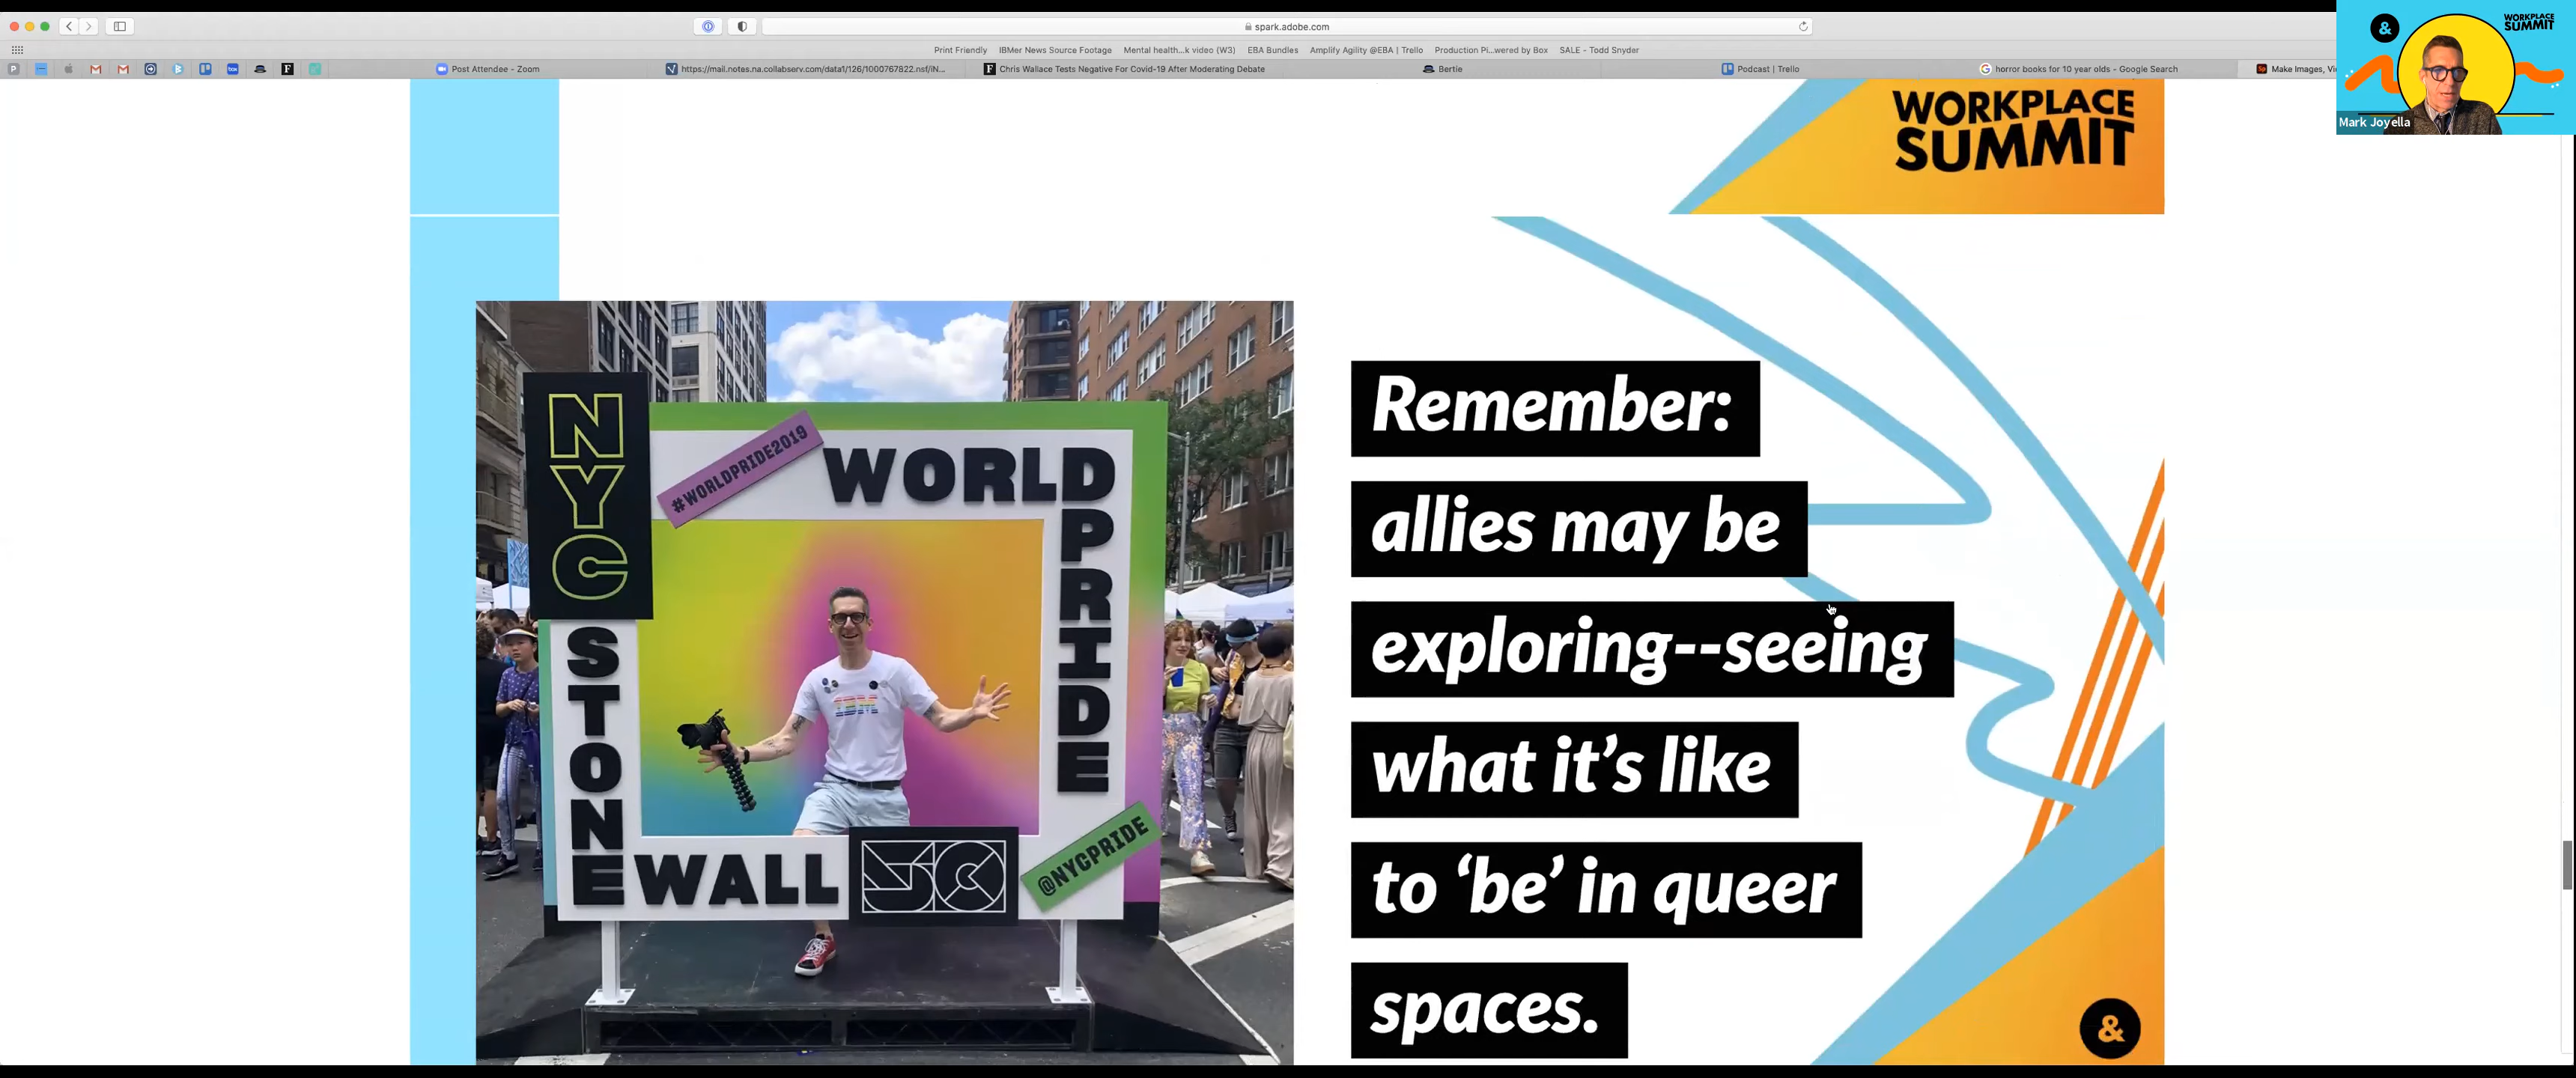 spark.adobe.com
Print Friendly
IBMer News Source Footage
Mental health...k video (W3)
EBA Bundles
Amplify Agility @EBA | Trello
Production Pi...wered by Box
SALE - Todd Snyder
Post Attendee - Zoom
https://mail.notes.na.collabserv.com/data1/126/1000767822.nsf/iN...
Chris Wallace Tests Negative For Covid-19 After Moderating Debate
Bertie
Podcast | Trello
horror books for 10 year olds - Google Search
Make Images, Vi
&
WORKPLACE
SUMMIT
Mark Joyella
WORKPLACE
SUMMIT
NYC
#WORLDPRIDE2019
WORLD
PRIDE
IBM
STONE
WALL
50
@NYCPRIDE
Remember:
allies may be
exploring--seeing
what it’s like
to ‘be’ in queer
spaces.
&